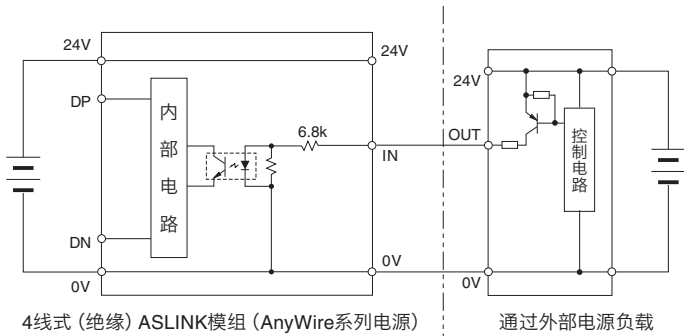 24V
24V
DP
内部电路
6.8k
IN
DN
0V
0V
24V
OUT
控制电路
0V
4线式（绝缘）ASLINK模组（AnyWire系列电源）
通过外部电源负载